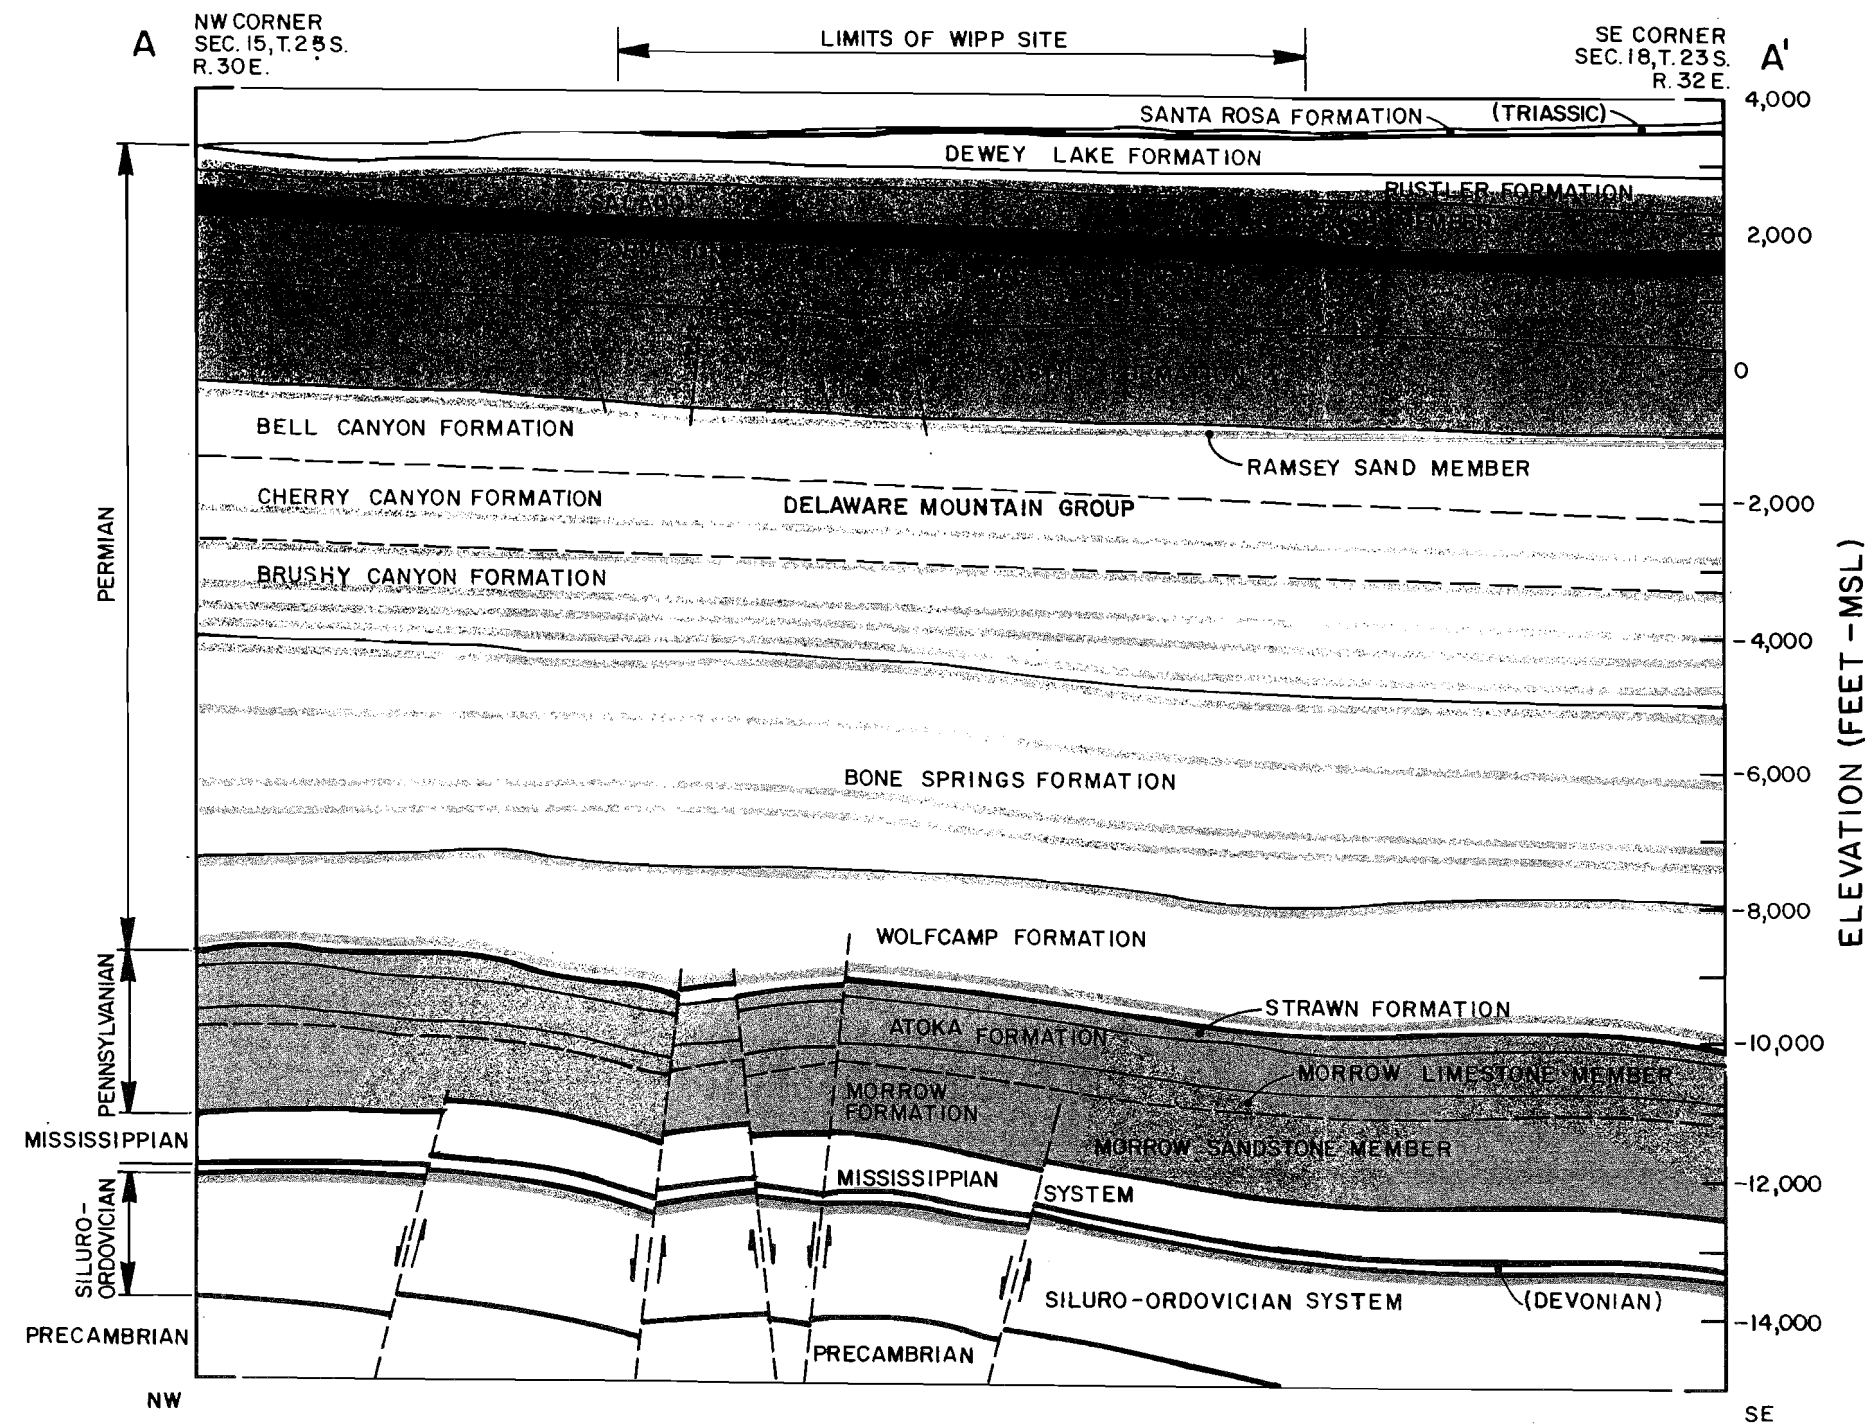 A
NW CORNER
SEC. 15, T. 23 S.
R. 30 E.
LIMITS OF WIPP SITE
SE CORNER
SEC. 18, T. 23 S.
R. 32 E.
A'
4,000
SANTA ROSA FORMATION
(TRIASSIC)
DEWEY LAKE FORMATION
RUSTLER FORMATION
2,000
0
BELL CANYON FORMATION
RAMSEY SAND MEMBER
CHERRY CANYON FORMATION
DELAWARE MOUNTAIN GROUP
-2,000
BRUSHY CANYON FORMATION
PERMIAN
-4,000
ELEVATION (FEET - MSL)
BONE SPRINGS FORMATION
-6,000
-8,000
WOLFCAMP FORMATION
PENNSYLVANIAN
STRAWN FORMATION
ATOKA FORMATION
-10,000
MORROW LIMESTONE MEMBER
MORROW
FORMATION
MISSISSIPPIAN
MORROW SANDSTONE MEMBER
MISSISSIPPIAN
SYSTEM
-12,000
SILURO-
ORDOVICIAN
SILURO-ORDOVICIAN SYSTEM
(DEVONIAN)
-14,000
PRECAMBRIAN
PRECAMBRIAN
NW
SE